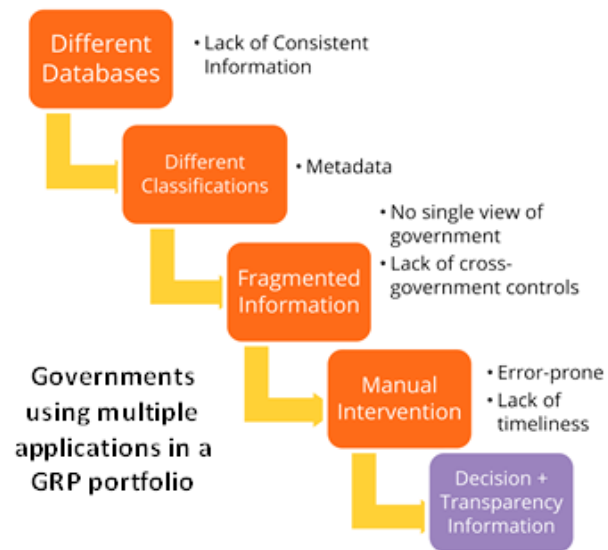 Different
Databases
• Lack of Consistent
Information
Different
Classifications
• Metadata
Fragmented
Information
• No single view of
government
• Lack of cross-
government controls
Manual
Intervention
• Error-prone
• Lack of
timeliness
Decision +
Transparency
Information
Governments
using multiple
applications in a
GRP portfolio